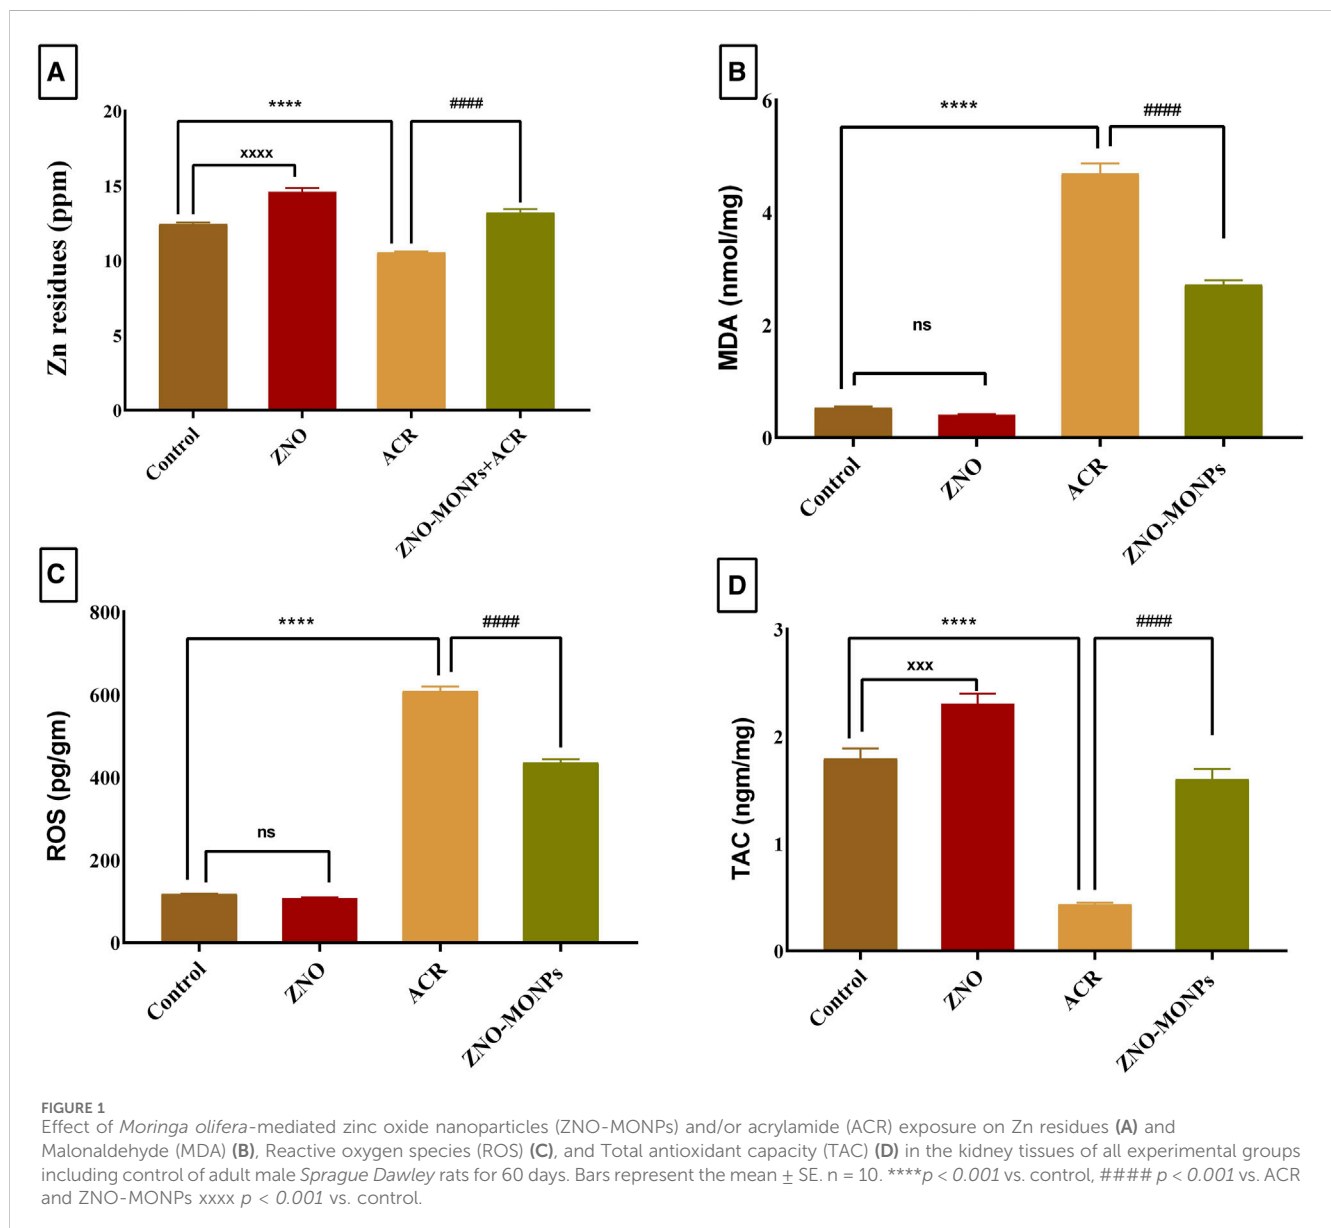 A
Zn residues (ppm)
20
15
10
5
0
****
####
xxxx
Control
ZNO
ACR
ZNO-MONPs+ACR
B
MDA (nmol/mg)
6
4
2
0
****
####
ns
Control
ZNO
ACR
ZNO-MONPs
C
ROS (pg/gm)
800
600
400
200
0
****
####
ns
Control
ZNO
ACR
ZNO-MONPs
D
TAC (ngm/mg)
3
2
1
0
****
####
xxx
Control
ZNO
ACR
ZNO-MONPs
FIGURE 1
Effect of Moringa olifera-mediated zinc oxide nanoparticles (ZNO-MONPs) and/or acrylamide (ACR) exposure on Zn residues (A) and
Malonaldehyde (MDA) (B), Reactive oxygen species (ROS) (C), and Total antioxidant capacity (TAC) (D) in the kidney tissues of all experimental groups
including control of adult male Sprague Dawley rats for 60 days. Bars represent the mean ± SE. n = 10. ****p < 0.001 vs. control, #### p < 0.001 vs. ACR
and ZNO-MONPs xxxx p < 0.001 vs. control.